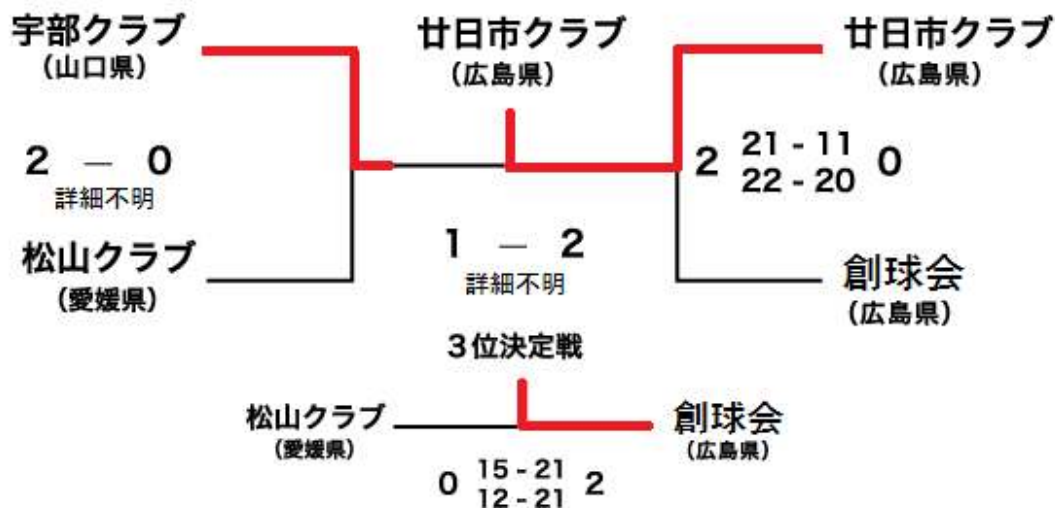 宇部クラブ
(山口県)
廿日市クラブ
(広島県)
廿日市クラブ
(広島県)
2 － 0
詳細不明
2 21 - 11 0
22 - 20
松山クラブ
(愛媛県)
1 － 2
詳細不明
創球会
(広島県)
３位決定戦
松山クラブ
(愛媛県)
創球会
(広島県)
0 15 - 21 2
12 - 21